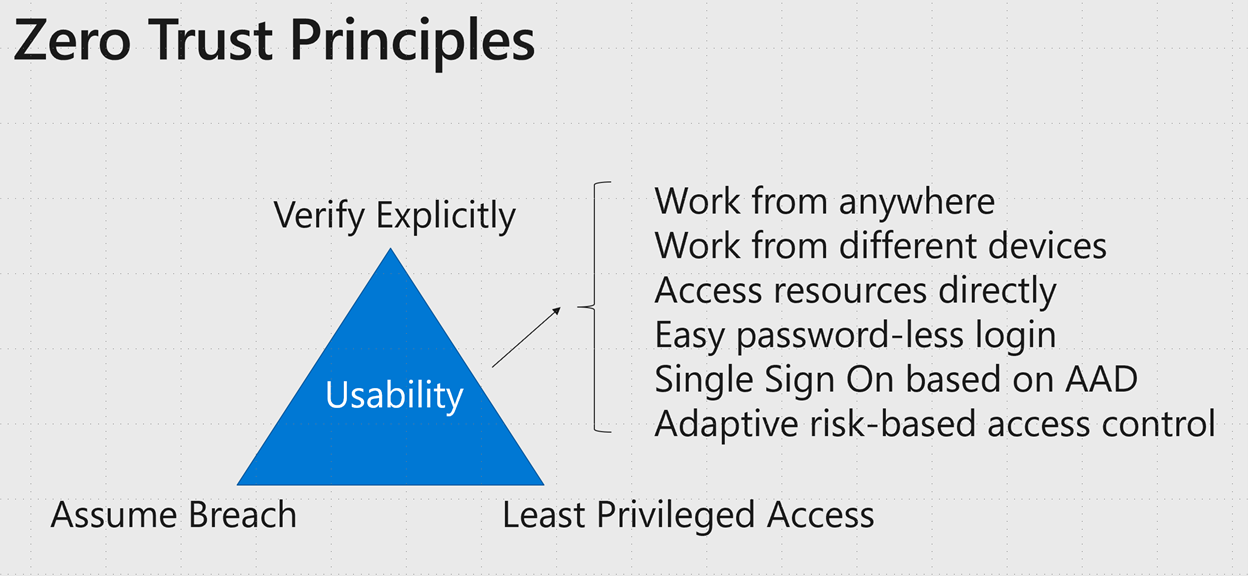 Zero Trust Principles
Verify Explicitly
Usability
Assume Breach
Least Privileged Access
Work from anywhere
Work from different devices
Access resources directly
Easy password-less login
Single Sign On based on AAD
Adaptive risk-based access control